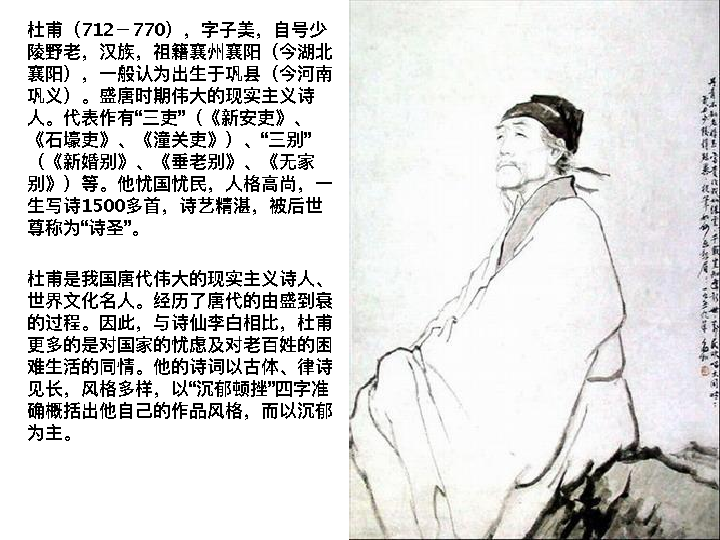 杜甫（712－770），字子美，自号少
陵野老，汉族，祖籍襄州襄阳（今湖北
襄阳），一般认为出生于巩县（今河南
巩义）。盛唐时期伟大的现实主义诗
人。代表作有“三吏”（《新安吏》、
《石壕吏》、《潼关吏》）、“三别”
（《新婚别》、《垂老别》、《无家
别》）等。他忧国忧民，人格高尚，一
生写诗1500多首，诗艺精湛，被后世
尊称为“诗圣”。
杜甫是我国唐代伟大的现实主义诗人、
世界文化名人。经历了唐代的由盛到衰
的过程。因此，与诗仙李白相比，杜甫
更多的是对国家的忧虑及对老百姓的困
难生活的同情。他的诗词以古体、律诗
见长，风格多样，以“沉郁顿挫”四字准
确概括出他自己的作品风格，而以沉郁
为主。